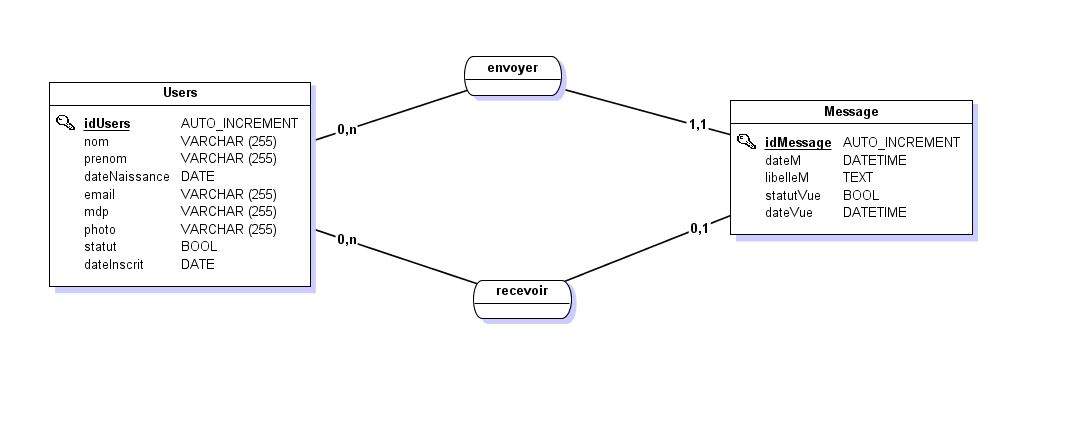 envoyer
Users
idUsers AUTO_INCREMENT
nom VARCHAR (255)
prenom VARCHAR (255)
dateNaissance DATE
email VARCHAR (255)
mdp VARCHAR (255)
photo VARCHAR (255)
statut BOOL
dateInscrit DATE
0,n
1,1
Message
idMessage AUTO_INCREMENT
dateM DATETIME
libelleM TEXT
statutVue BOOL
dateVue DATETIME
0,n
0,1
recevoir